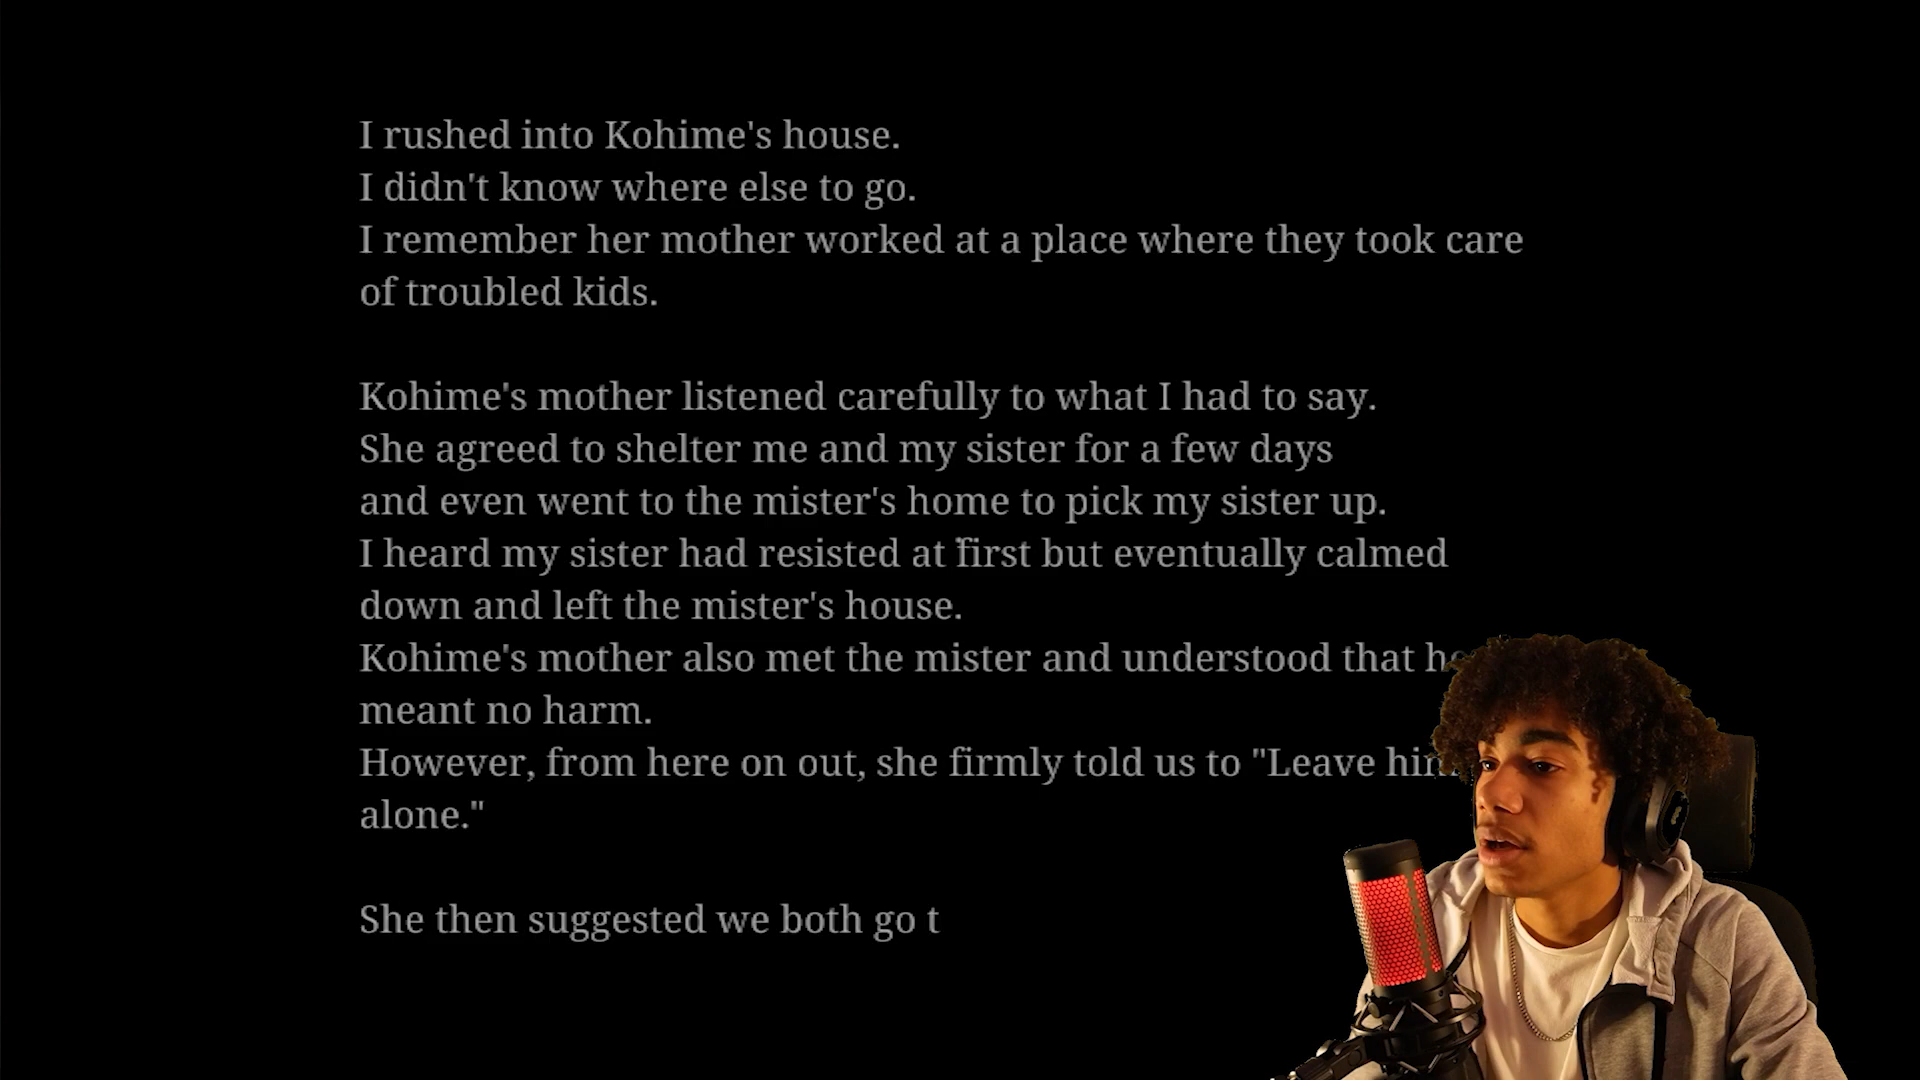 I rushed into Kohime's house.
I didn't know where else to go.
I remember her mother worked at a place where they took care
of troubled kids.
Kohime's mother listened carefully to what I had to say.
She agreed to shelter me and my sister for a few days
and even went to the mister's home to pick my sister up.
I heard my sister had resisted at first but eventually calmed
down and left the mister's house.
Kohime's mother also met the mister and understood that he
meant no harm.
However, from here on out, she firmly told us to "Leave him
alone."
She then suggested we both go t